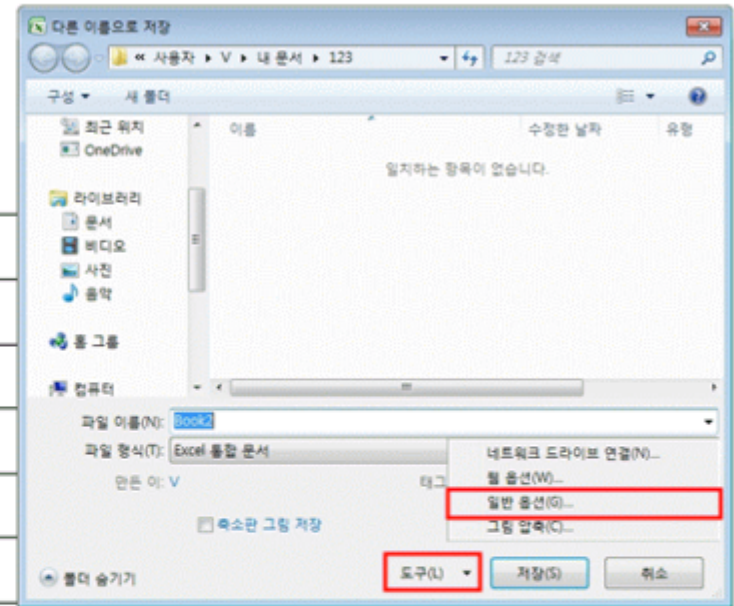 다른 이름으로 저장
« 사용자 ▸ V ▸ 내 문서 ▸ 123
123 검색
구성 새 폴더
최근 위치
OneDrive
라이브러리
문서
비디오
사진
음악
홈 그룹
컴퓨터
이름 수정한 날짜 유형
일치하는 항목이 없습니다.
파일 이름(N): Book2
파일 형식(T): Excel 통합 문서
만든 이: V 태그
축소판 그림 저장
네트워크 드라이브 연결(N)...
웹 옵션(W)...
일반 옵션(G)...
그림 압축(C)...
폴더 숨기기
도구(L) 저장(S) 취소